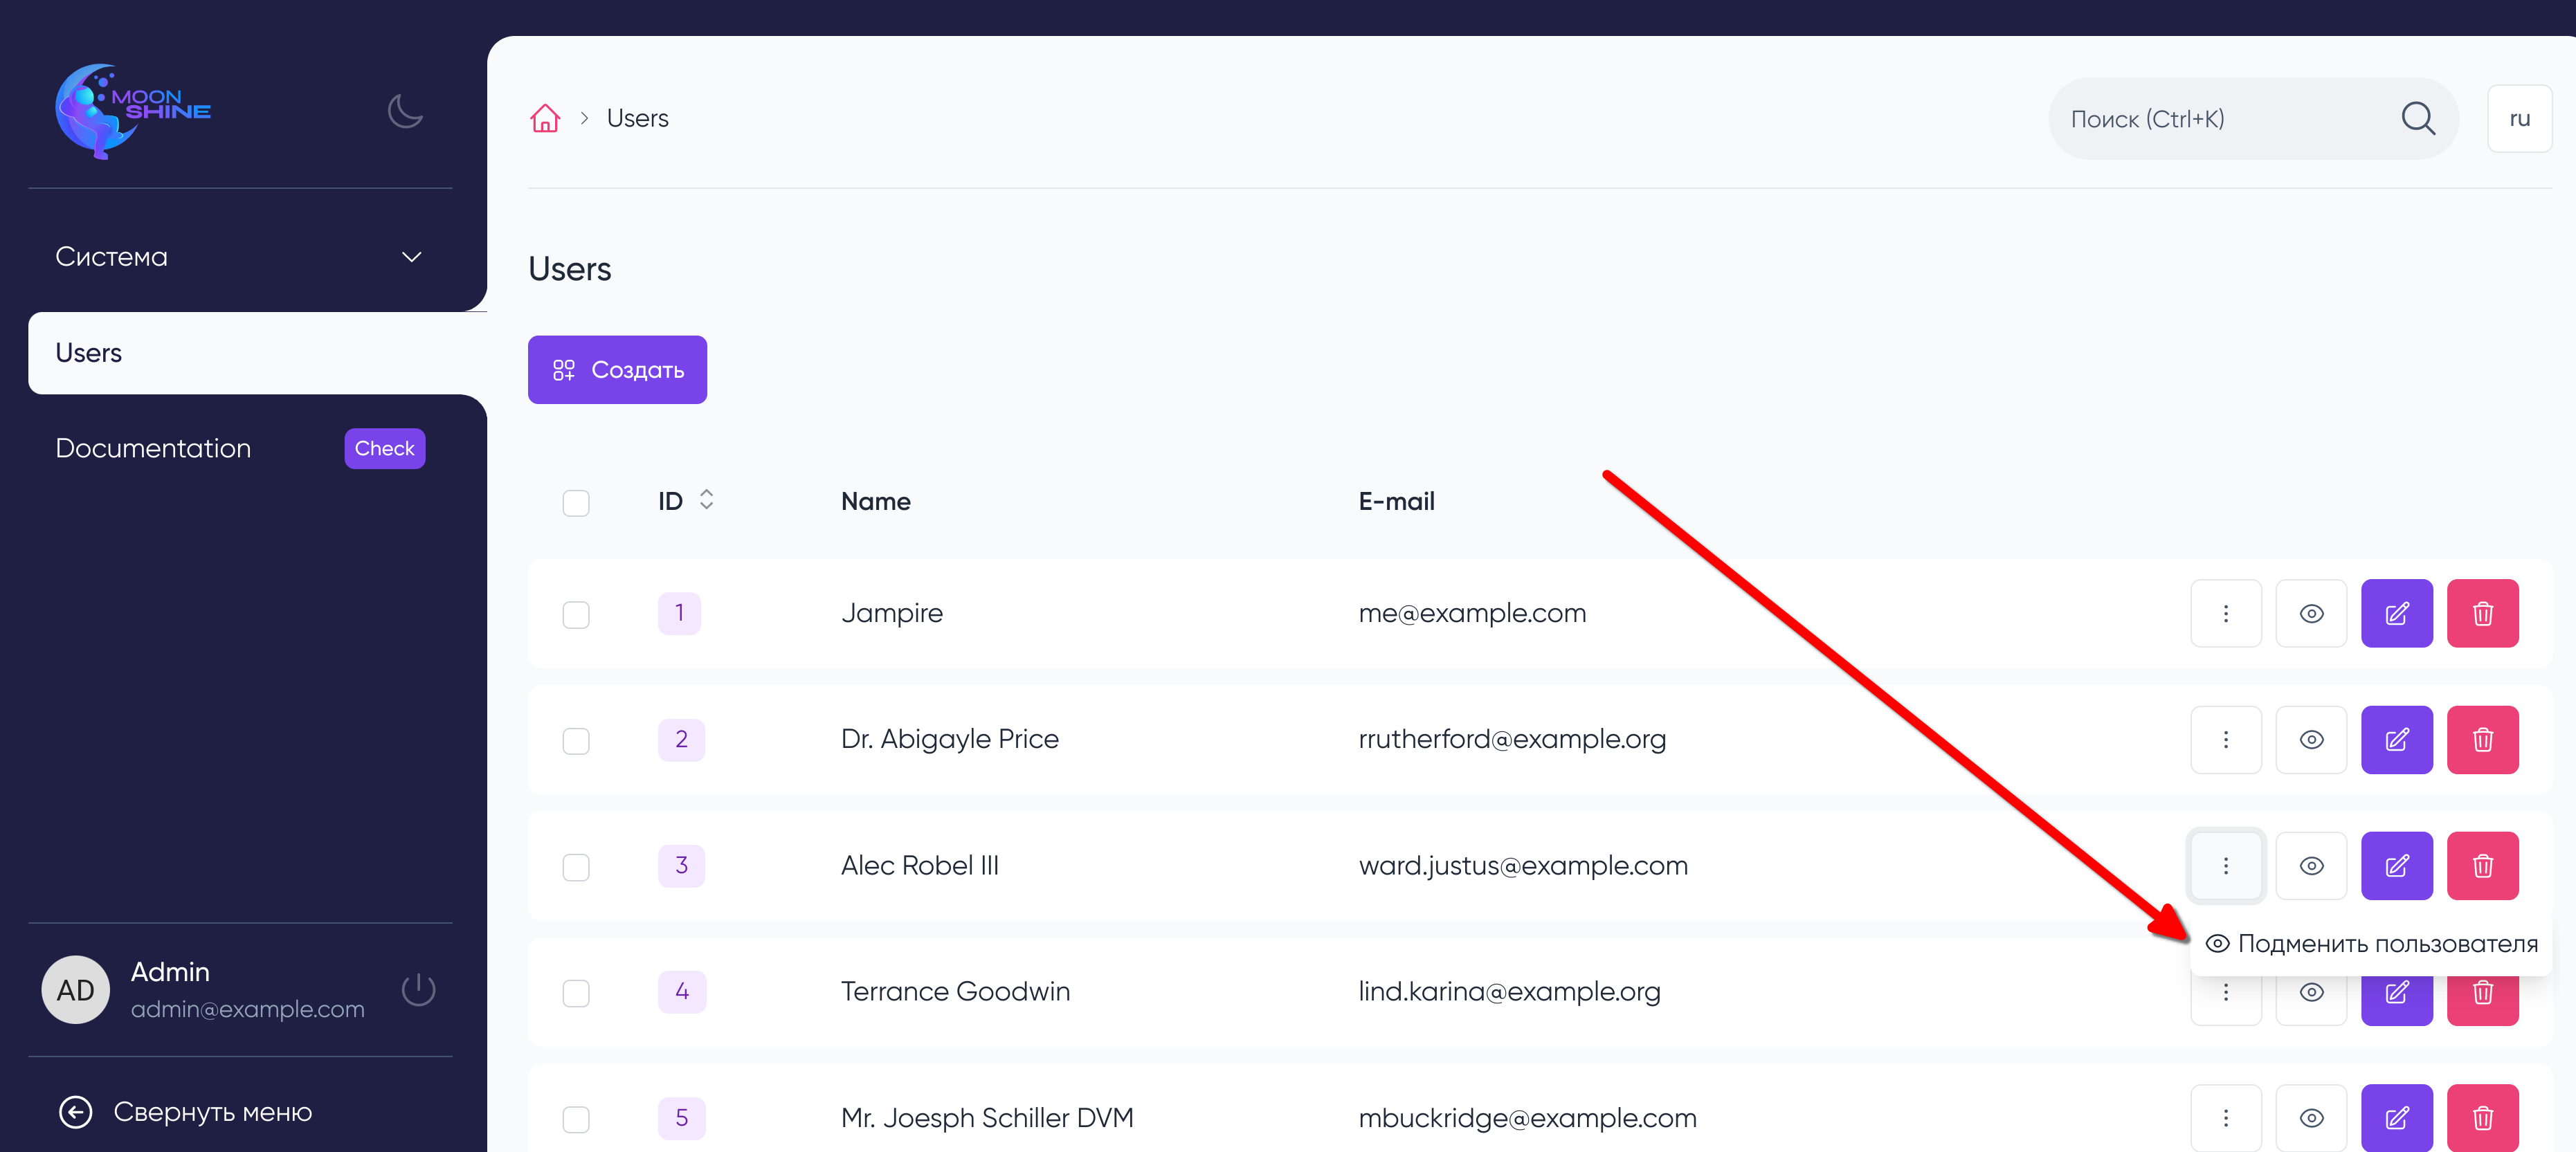 MOON
SHINE
Users
Поиск (Ctrl+K)
ru
Система
Users
Documentation
Check
Users
Создать
ID
Name
E-mail
1
Jampire
me@example.com
2
Dr. Abigayle Price
rrutherford@example.org
3
Alec Robel III
ward.justus@example.com
Подменить пользователя
4
Terrance Goodwin
lind.karina@example.org
5
Mr. Joesph Schiller DVM
mbuckridge@example.com
AD
Admin
admin@example.com
Свернуть меню